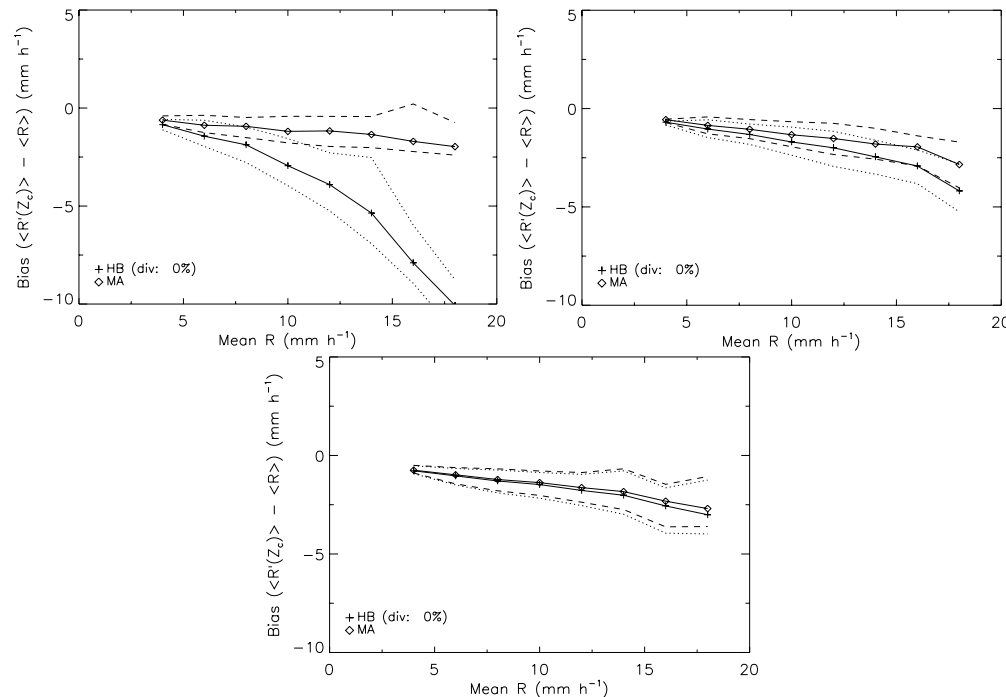 5
0
−5
−10
Bias (<R'(Z_c)> − <R>) (mm h⁻¹)
+ HB (div: 0%)
◇ MA
0 5 10 15 20
Mean R (mm h⁻¹)
5
0
−5
−10
Bias (<R'(Z_c)> − <R>) (mm h⁻¹)
+ HB (div: 0%)
◇ MA
0 5 10 15 20
Mean R (mm h⁻¹)
5
0
−5
−10
Bias (<R'(Z_c)> − <R>) (mm h⁻¹)
+ HB (div: 0%)
◇ MA
0 5 10 15 20
Mean R (mm h⁻¹)